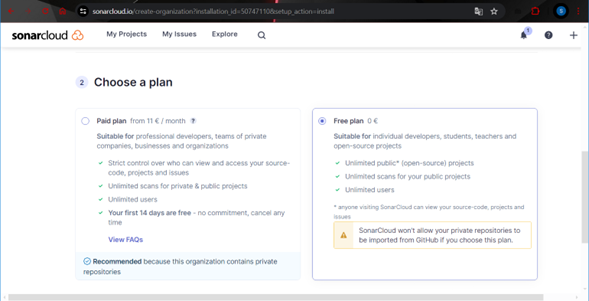 sonarcloud.io/create-organization?installation_id=50747110&setup_action=install
sonarcloud
My Projects My Issues Explore
1
?
S
2 Choose a plan
Paid plan from 11 € / month ?
Suitable for professional developers, teams of private
companies, businesses and organizations
Strict control over who can view and access your source-
code, projects and issues
Unlimited scans for private & public projects
Unlimited users
Your first 14 days are free - no commitment, cancel any
time
View FAQs
Recommended because this organization contains private
repositories
Free plan 0 €
Suitable for individual developers, students, teachers and
open-source projects
Unlimited public* (open-source) projects
Unlimited scans for your public projects
Unlimited users
* anyone visiting SonarCloud can view your source-code, projects and
issues
SonarCloud won't allow your private repositories to
be imported from GitHub if you choose this plan.